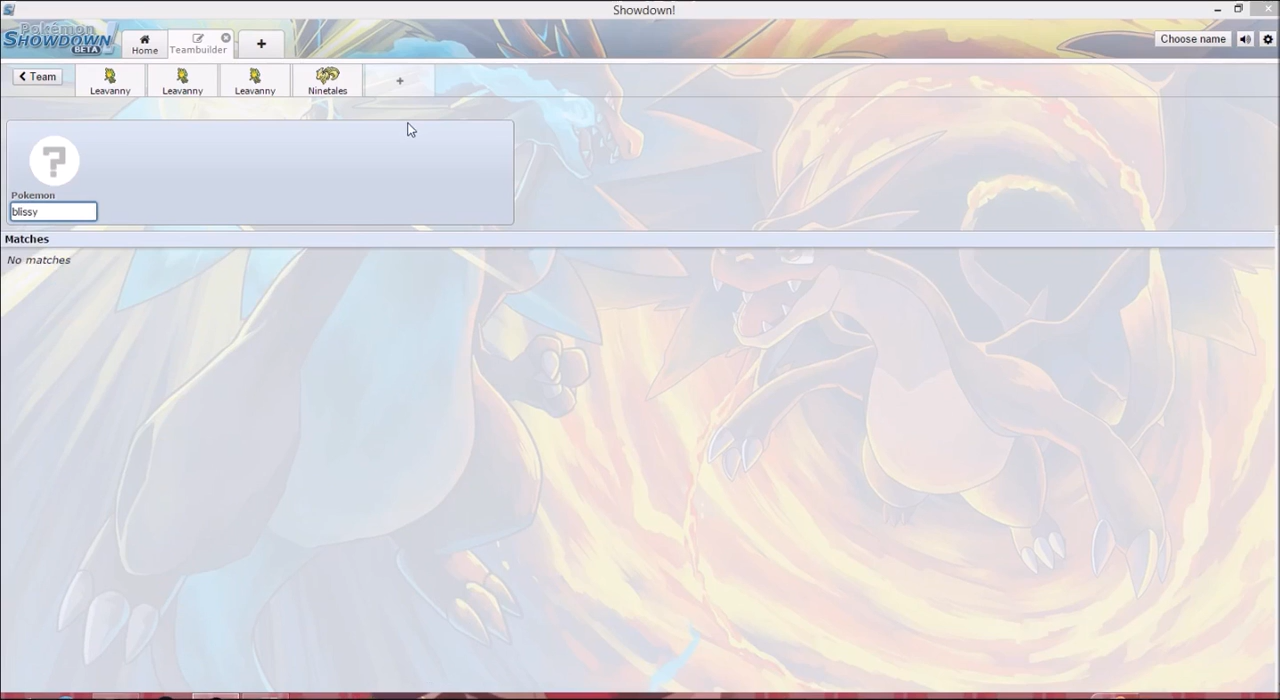 Showdown!
Pokémon
SHOWDOWN
BETA
Home
Teambuilder
+
Choose name
Team
Leavanny
Leavanny
Leavanny
Ninetales
+
?
Pokemon
blissy
Matches
No matches